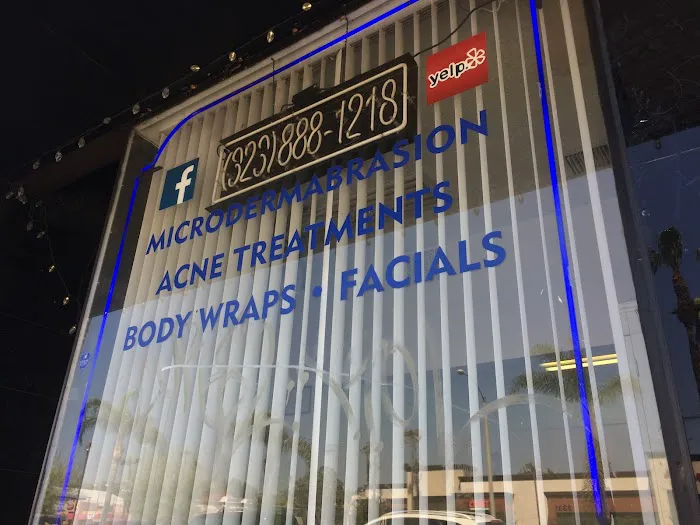 yelp
(323)888-1218
f
MICRODERMABRASION
ACNE TREATMENTS
BODY WRAPS • FACIALS